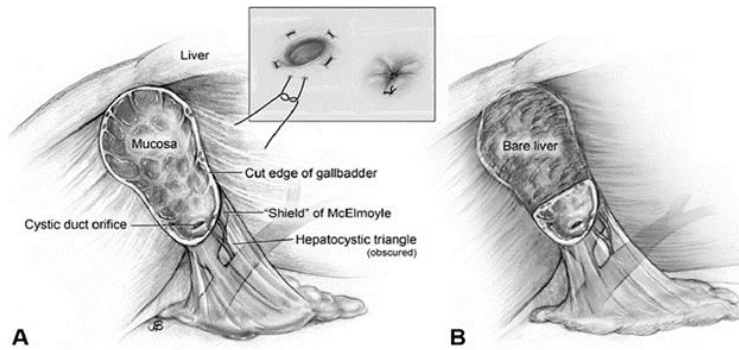 Liver
Mucosa
Cut edge of gallbadder
"Shield" of McElmoyle
Cystic duct orifice
Hepatocystic triangle
(obscured)
A
Bare liver
B